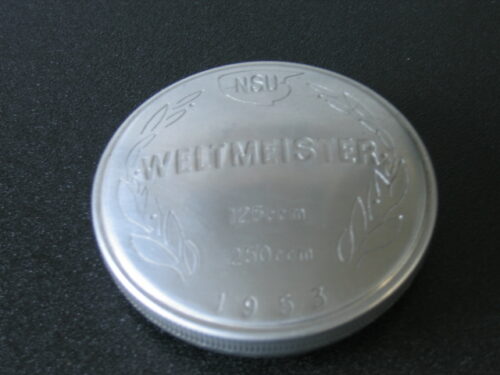 NSU
WELTMEISTER
125ccm
250ccm
1953